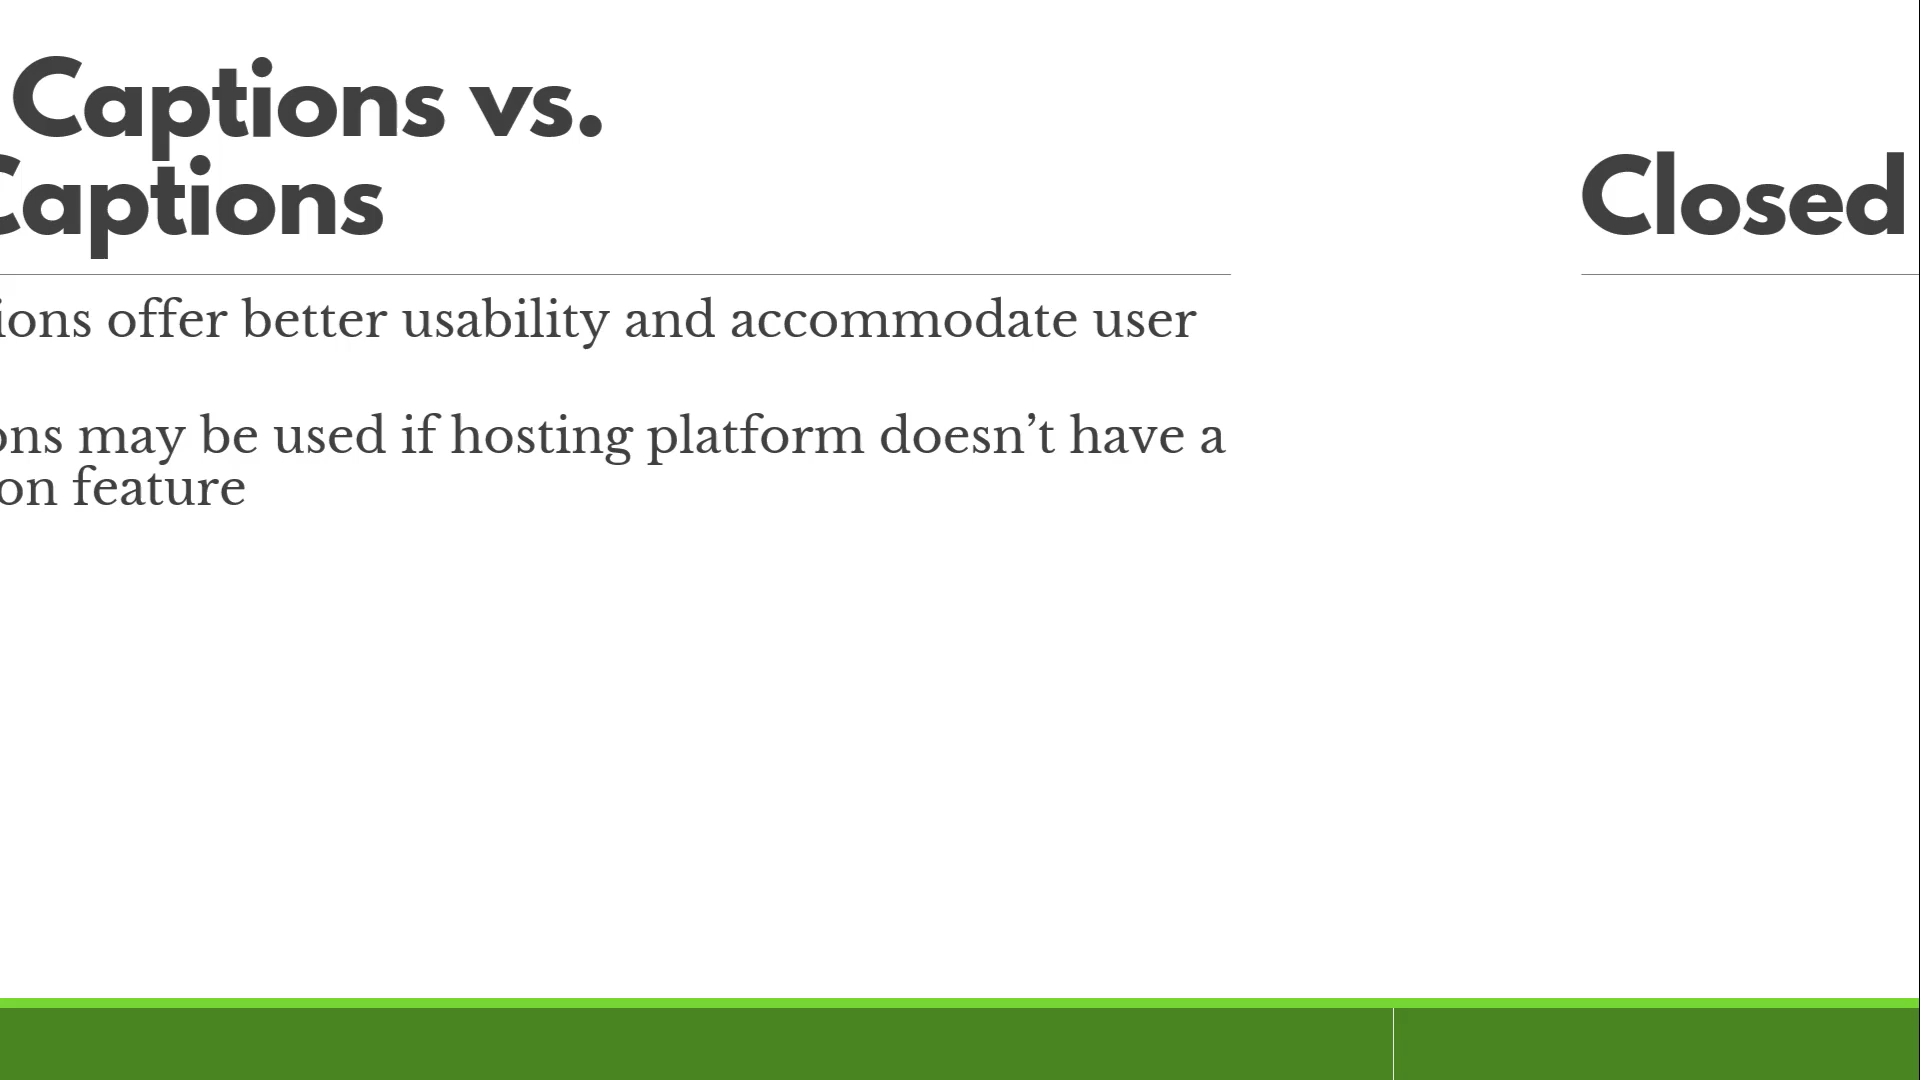 Captions vs.
Captions
ions offer better usability and accommodate user
ons may be used if hosting platform doesn’t have a
on feature
Closed